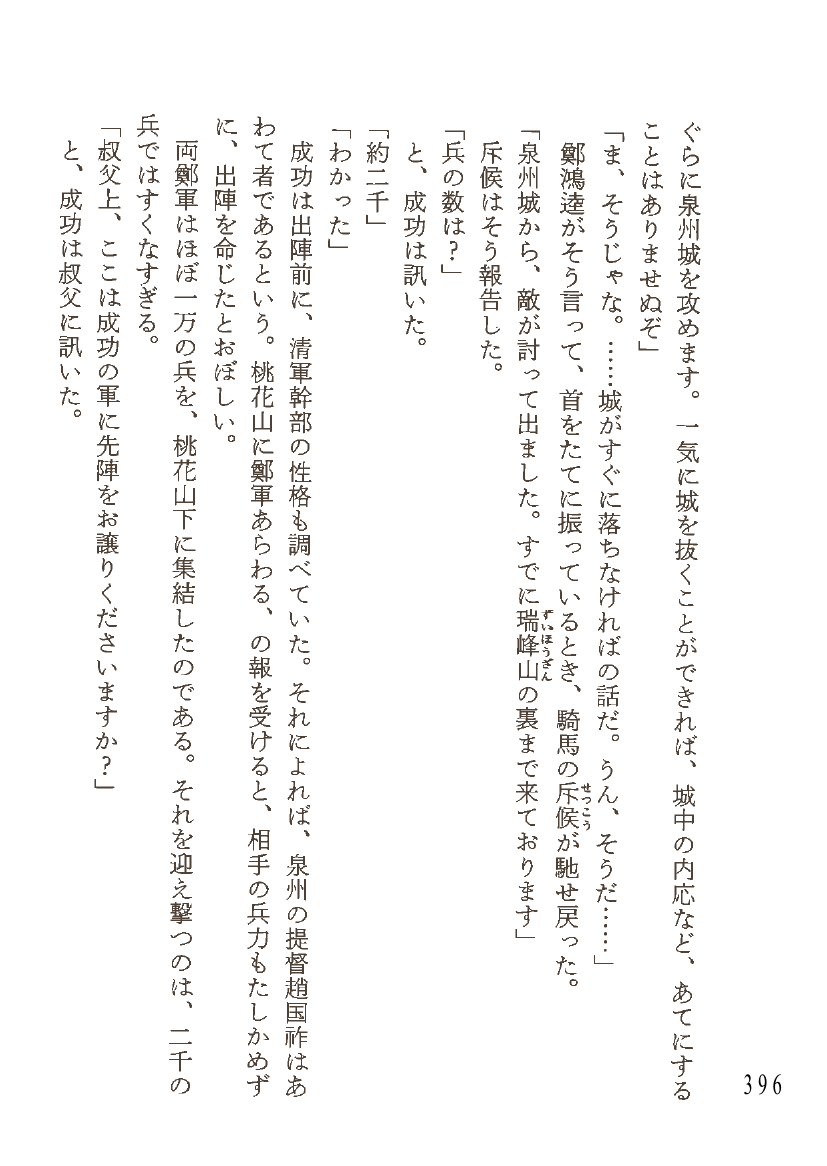 ぐらに泉州城を攻めます。一気に城を抜くことができれば、城中の内応など、あてにする
ことはありませぬぞ」
「ま、そうじゃな。……城がすぐに落ちなければの話だ。うん、そうだ……」
鄭鴻逵がそう言って、首をたてに振っているとき、騎馬の斥候が馳せ戻った。
せっこう
「泉州城から、敵が討って出ました。すでに瑞峰山の裏まで来ております」
ずいほうざん
斥候はそう報告した。
「兵の数は?」
と、成功は訊いた。
「約二千」
「わかった」
成功は出陣前に、清軍幹部の性格も調べていた。それによれば、泉州の提督趙国祚はあ
わて者であるという。桃花山に鄭軍あらわる、の報を受けると、相手の兵力もたしかめず
に、出陣を命じたとおぼしい。
両鄭軍はほぼ一万の兵を、桃花山下に集結したのである。それを迎え撃つのは、二千の
兵ではすくなすぎる。
「叔父上、ここは成功の軍に先陣をお譲りくださいますか?」
と、成功は叔父に訊いた。
396